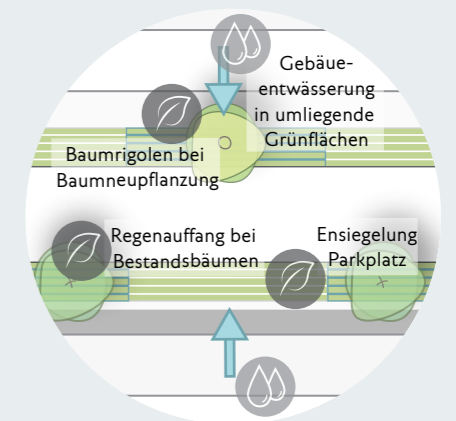 Gebäue-
entwässerung
in umliegende
Grünflächen
Baumrigolen bei
Baumneupflanzung
Regenauffang bei
Bestandsbäumen
Ensiegelung
Parkplatz